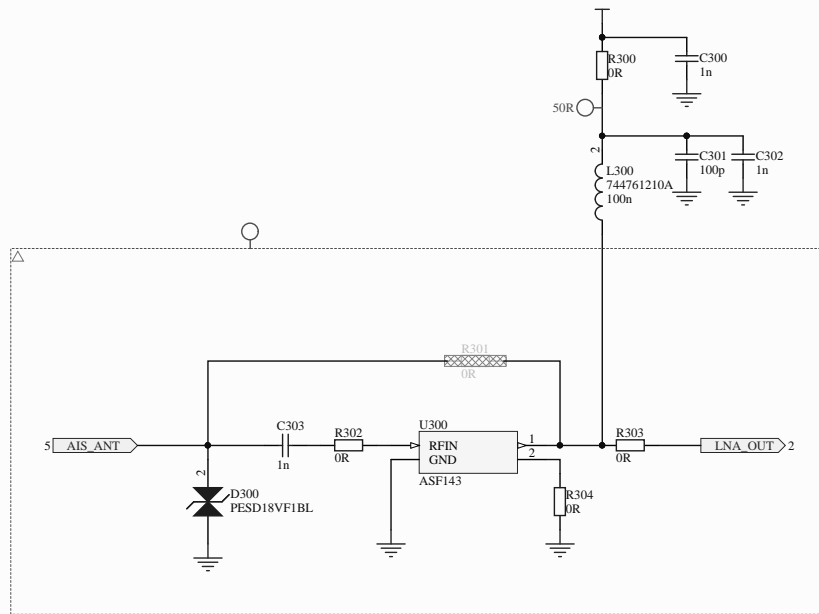 R300
0R
C300
1n
50R
2
C301
100p
C302
1n
L300
744761210A
100n
R301
0R
5
AIS_ANT
C303
1n
R302
0R
U300
RFIN
GND
ASF143
1
2
R303
0R
LNA_OUT
2
2
D300
PESD18VF1BL
R304
0R